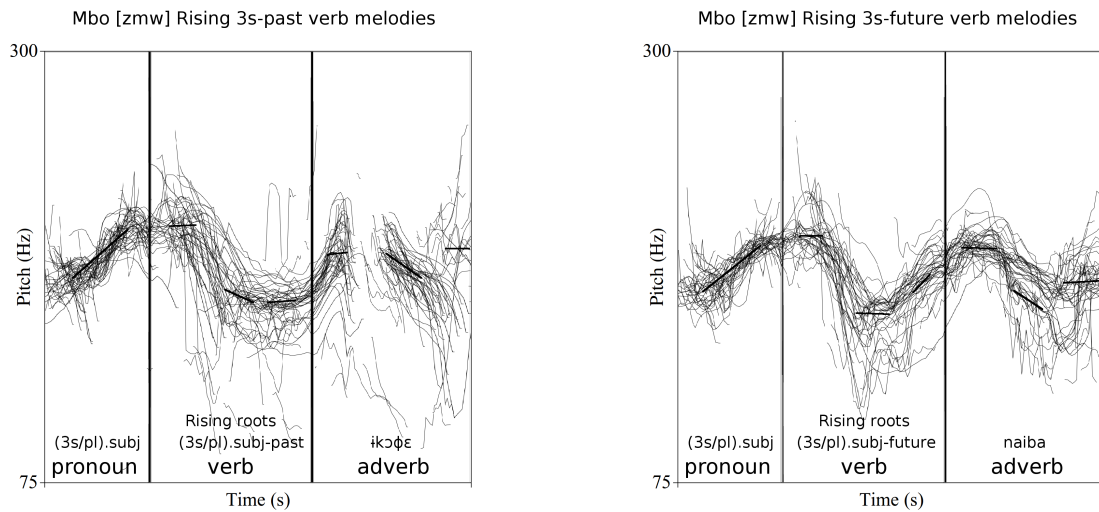 Mbo [zmw] Rising 3s-past verb melodies
300
Pitch (Hz)
75
Rising roots
(3s/pl).subj
(3s/pl).subj-past
ɨkɔɸɛ
pronoun
verb
adverb
Time (s)
Mbo [zmw] Rising 3s-future verb melodies
300
Pitch (Hz)
75
Rising roots
(3s/pl).subj
(3s/pl).subj-future
naiba
pronoun
verb
adverb
Time (s)